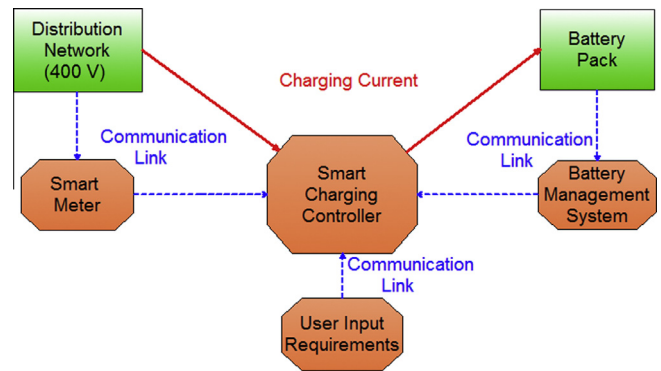 Distribution
Network
(400 V)
Battery
Pack
Charging Current
Communication
Link
Communication
Link
Smart
Meter
Smart
Charging
Controller
Battery
Management
System
Communication
Link
User Input
Requirements